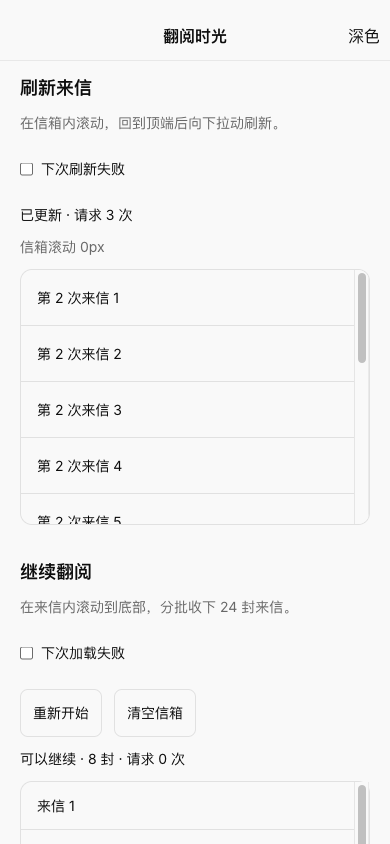 翻阅时光
深色
刷新来信
在信箱内滚动，回到顶端后向下拉动刷新。
下次刷新失败
已更新 · 请求 3 次
信箱滚动 0px
第 2 次来信 1
第 2 次来信 2
第 2 次来信 3
第 2 次来信 4
第 2 次来信 5
继续翻阅
在来信内滚动到底部，分批收下 24 封来信。
下次加载失败
重新开始
清空信箱
可以继续 · 8 封 · 请求 0 次
来信 1